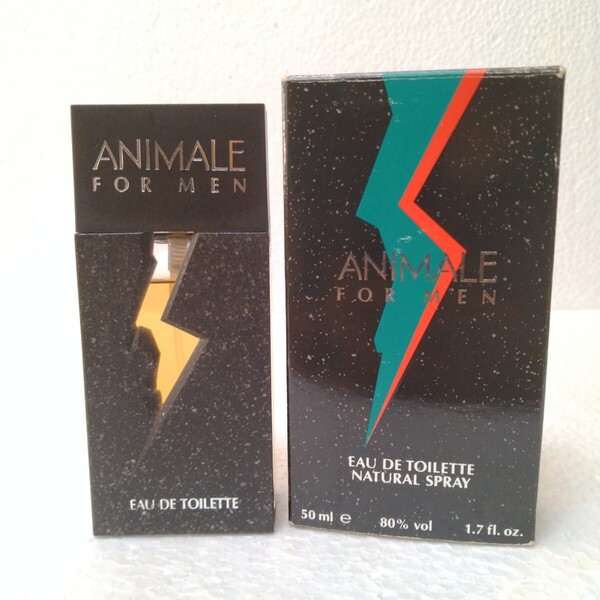 ANIMALE
FOR MEN
EAU DE TOILETTE
ANIMALE
FOR MEN
EAU DE TOILETTE
NATURAL SPRAY
50 ml e 80% vol 1.7 fl. oz.